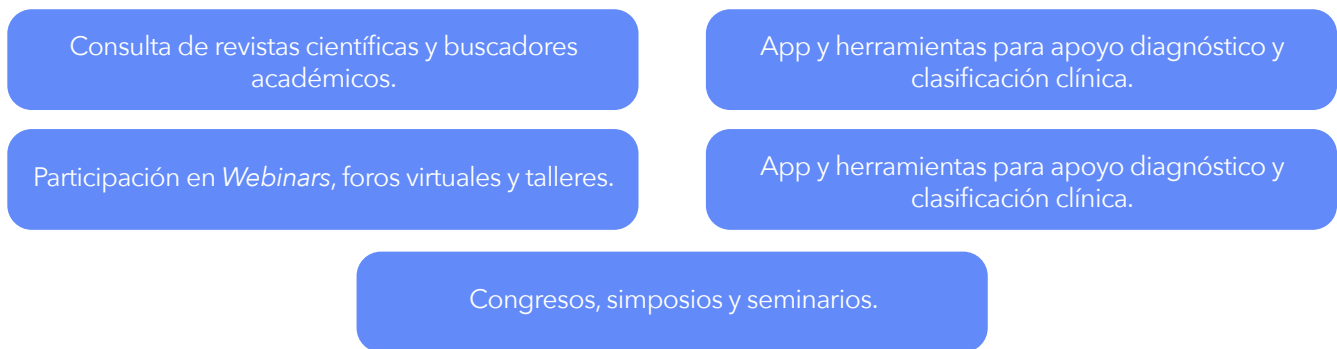 Consulta de revistas científicas y buscadores
académicos.
App y herramientas para apoyo diagnóstico y
clasificación clínica.
Participación en Webinars, foros virtuales y talleres.
App y herramientas para apoyo diagnóstico y
clasificación clínica.
Congresos, simposios y seminarios.